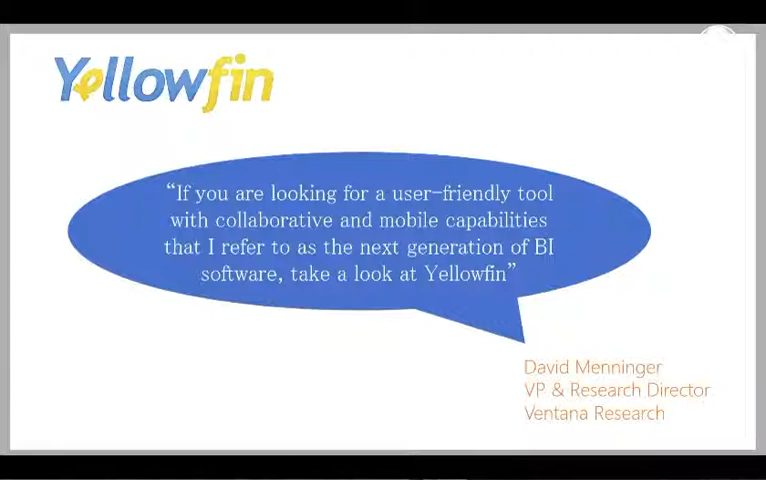 Yellowfin
“If you are looking for a user-friendly tool
with collaborative and mobile capabilities
that I refer to as the next generation of BI
software, take a look at Yellowfin”
David Menninger
VP & Research Director
Ventana Research